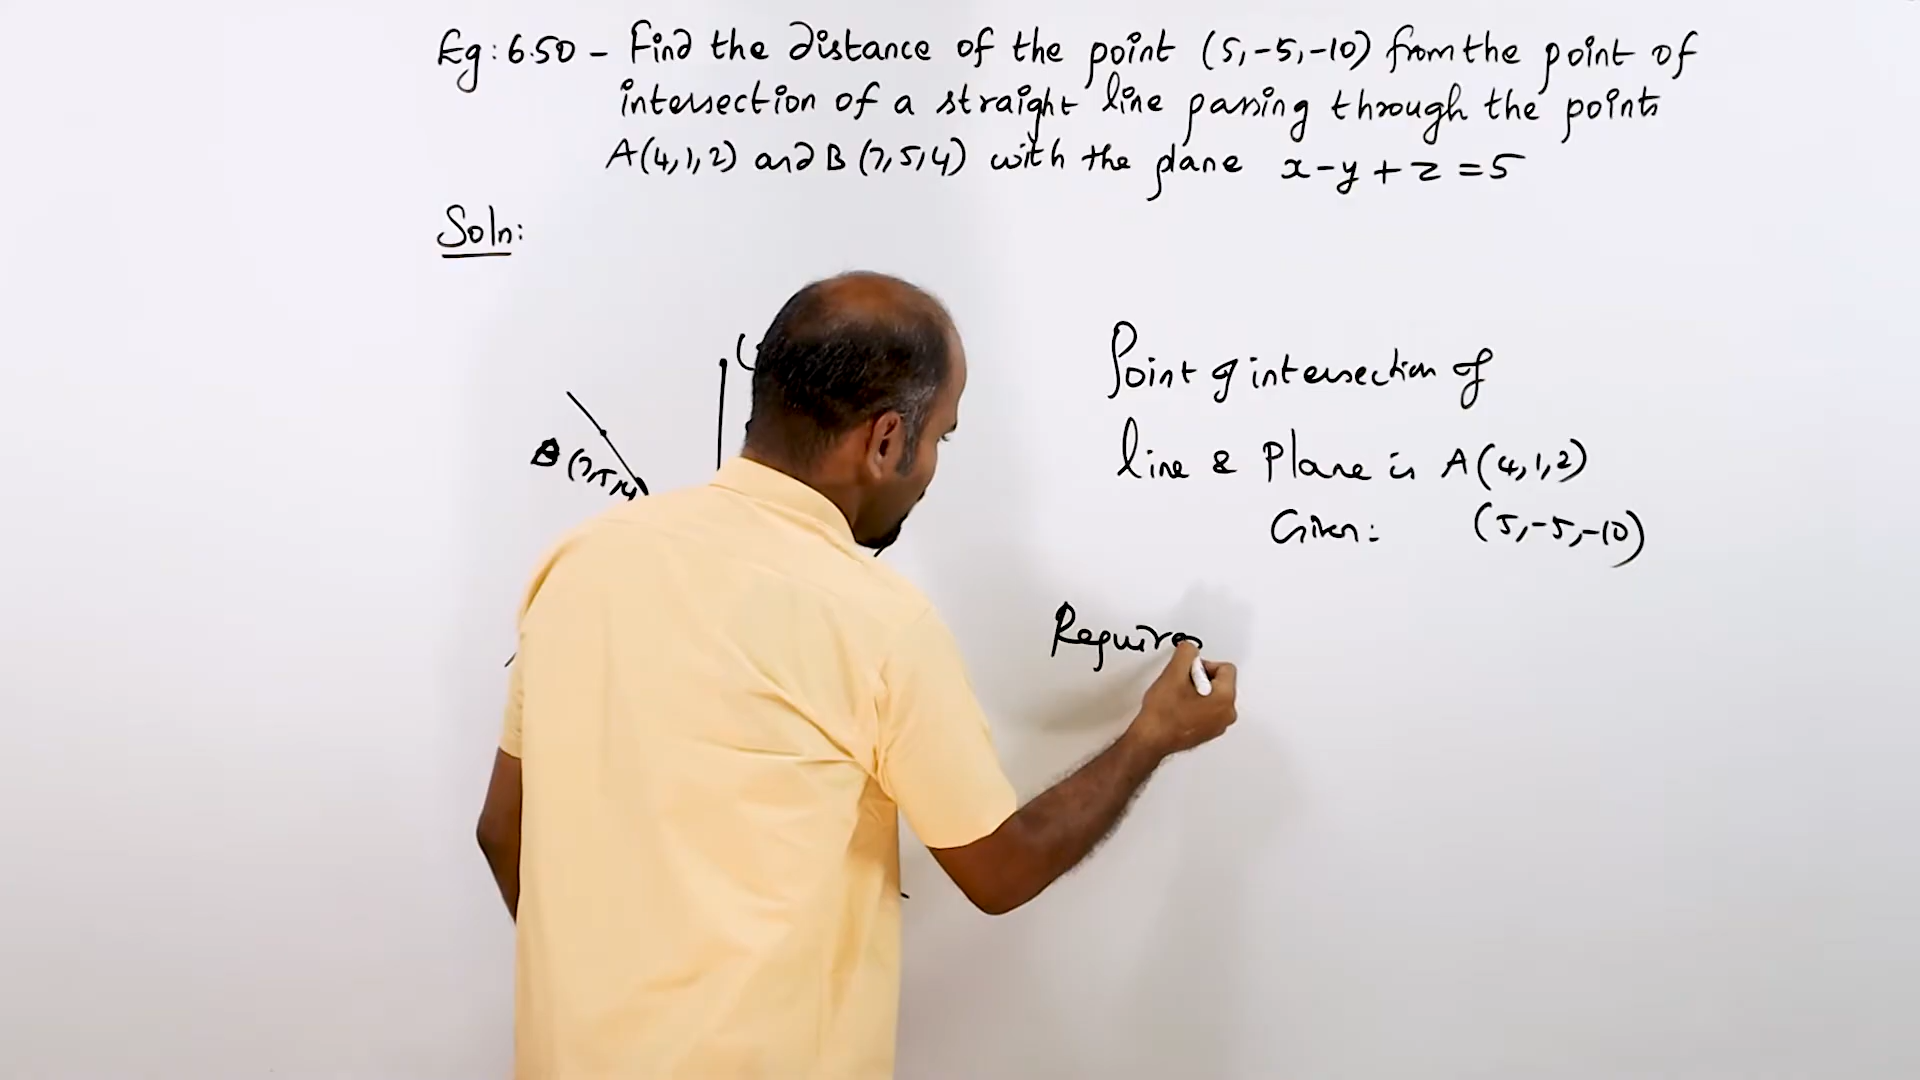 Eg: 6.50 - Find the distance of the point (5,-5,-10) from the point of
intersection of a straight line passing through the points
A(4,1,2) and B(7,5,4) with the plane x-y+z=5
Soln:
B(7,5,4)
Point of intersection of
line & Plane is A(4,1,2)
Given: (5,-5,-10)
Require